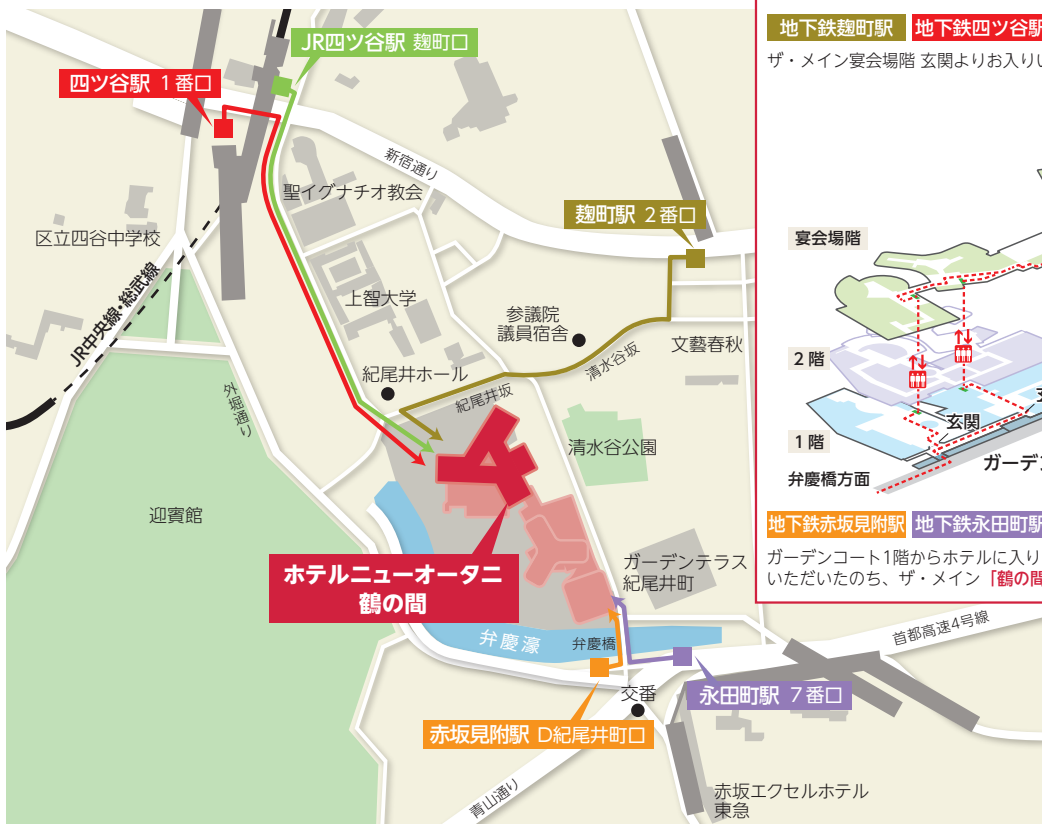 JR四ツ谷駅 麹町口
四ツ谷駅 1番口
新宿通り
聖イグナチオ教会
麹町駅 2番口
区立四谷中学校
JR中央線・総武線
上智大学
参議院
議員宿舎
文藝春秋
清水谷坂
紀尾井ホール
紀尾井坂
外堀通り
清水谷公園
迎賓館
ホテルニューオータニ
鶴の間
ガーデンテラス
紀尾井町
弁慶濠
弁慶橋
首都高速4号線
交番
永田町駅 7番口
赤坂見附駅 D紀尾井町口
青山通り
赤坂エクセルホテル
東急
地下鉄麹町駅 地下鉄四ツ谷駅
ザ・メイン宴会場階 玄関よりお入りい
宴会場階
2階
1階
玄関
玄
ガーデン
弁慶橋方面
地下鉄赤坂見附駅 地下鉄永田町駅
ガーデンコート1階からホテルに入り
いただいたのち、ザ・メイン「鶴の間